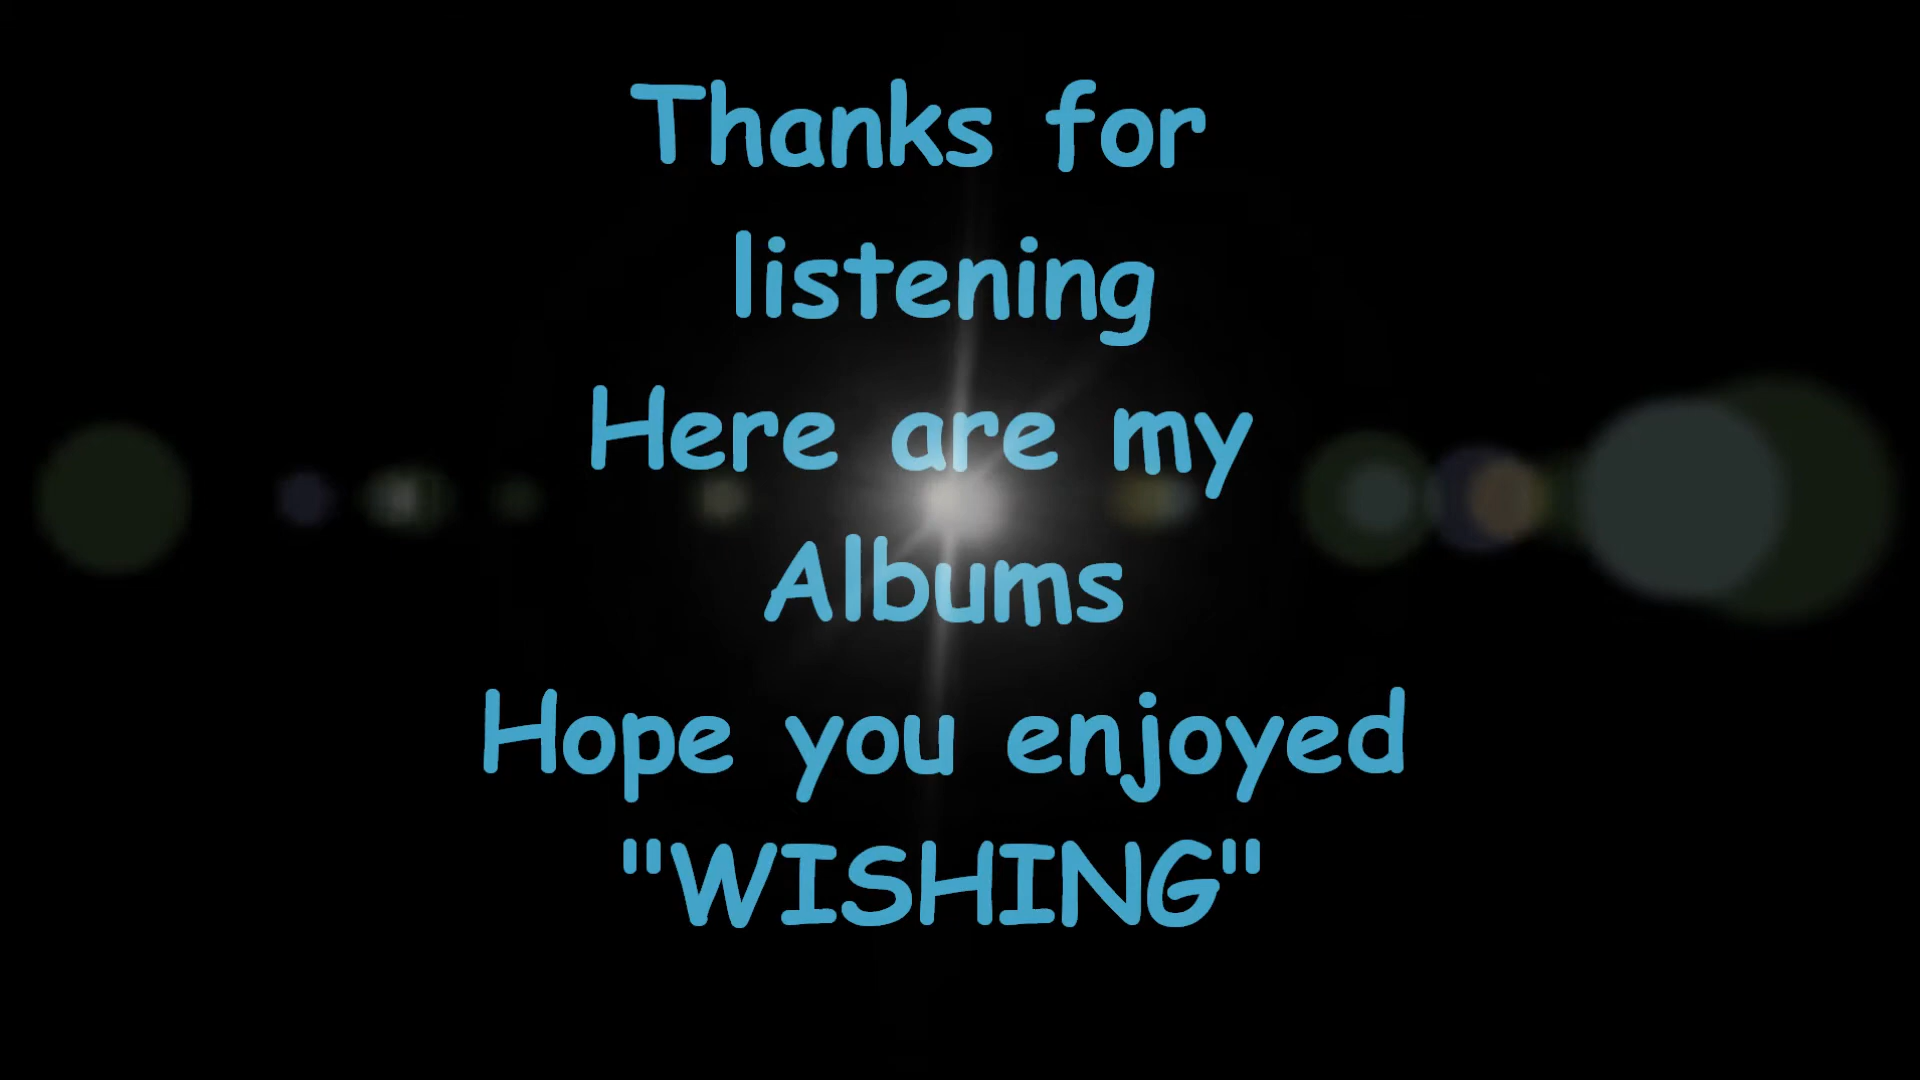 Thanks for
listening
Here are my
Albums
Hope you enjoyed
"WISHING"